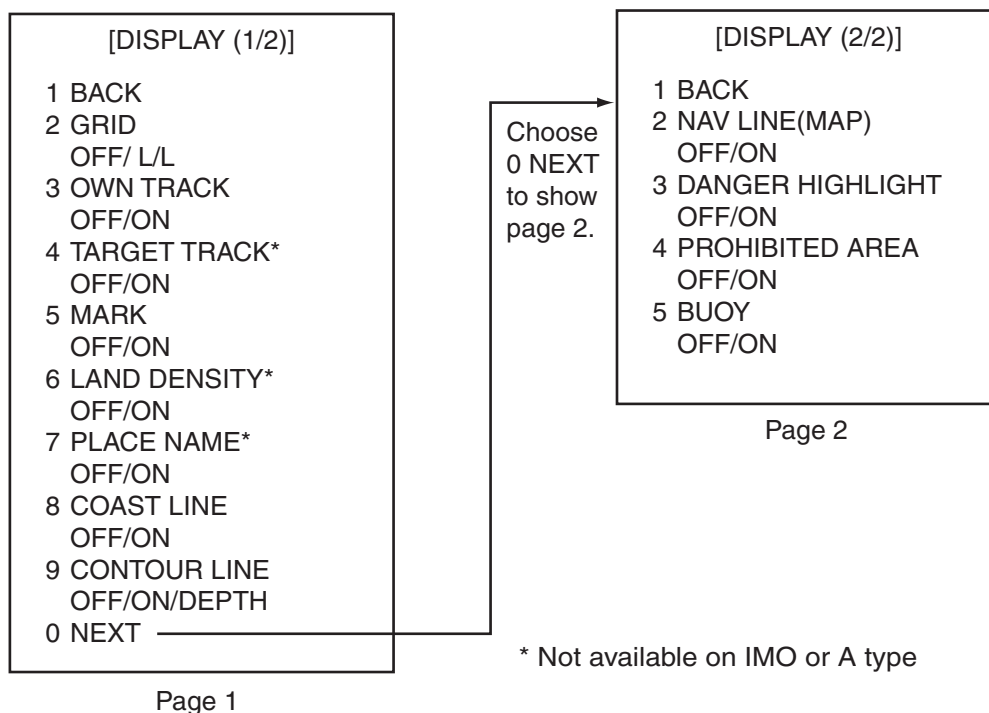 [DISPLAY (1/2)]
1 BACK
2 GRID
OFF/ L/L
3 OWN TRACK
OFF/ON
4 TARGET TRACK*
OFF/ON
5 MARK
OFF/ON
6 LAND DENSITY*
OFF/ON
7 PLACE NAME*
OFF/ON
8 COAST LINE
OFF/ON
9 CONTOUR LINE
OFF/ON/DEPTH
0 NEXT
Page 1
Choose
0 NEXT
to show
page 2.
[DISPLAY (2/2)]
1 BACK
2 NAV LINE(MAP)
OFF/ON
3 DANGER HIGHLIGHT
OFF/ON
4 PROHIBITED AREA
OFF/ON
5 BUOY
OFF/ON
Page 2
* Not available on IMO or A type